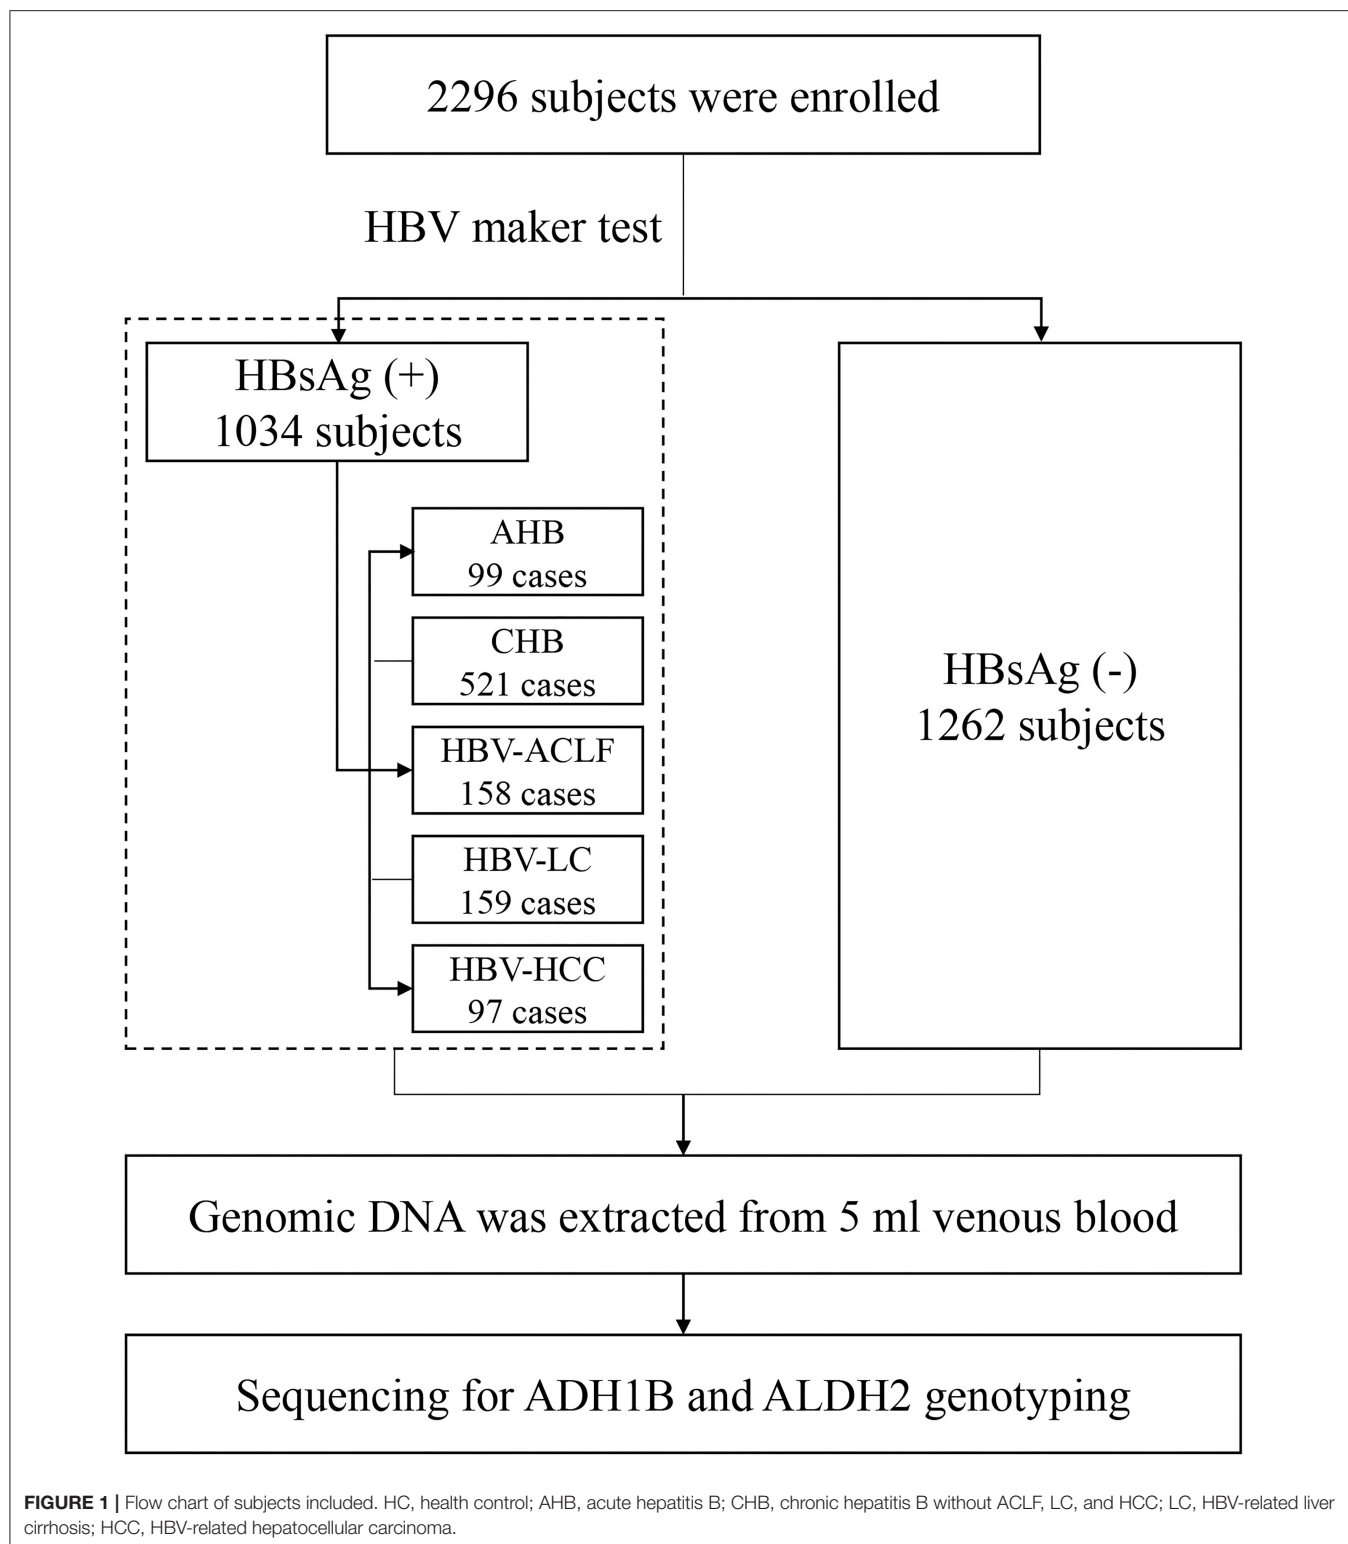 2296 subjects were enrolled
HBV maker test
HBsAg (+)
1034 subjects
AHB
99 cases
CHB
521 cases
HBV-ACLF
158 cases
HBV-LC
159 cases
HBV-HCC
97 cases
HBsAg (-)
1262 subjects
Genomic DNA was extracted from 5 ml venous blood
Sequencing for ADH1B and ALDH2 genotyping
FIGURE 1 | Flow chart of subjects included. HC, health control; AHB, acute hepatitis B; CHB, chronic hepatitis B without ACLF, LC, and HCC; LC, HBV-related liver
cirrhosis; HCC, HBV-related hepatocellular carcinoma.